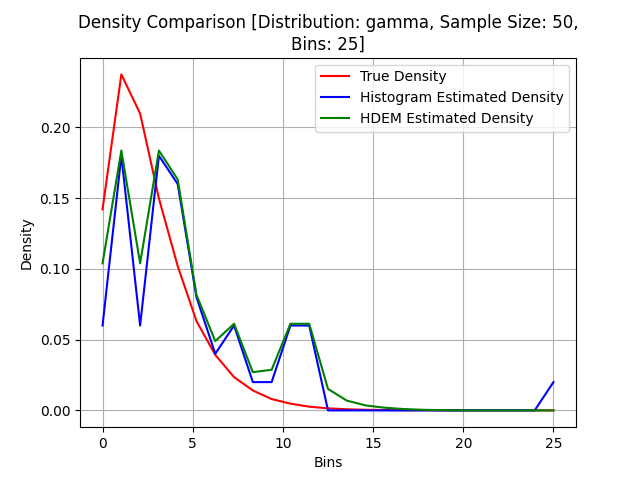 Density Comparison [Distribution: gamma, Sample Size: 50,
Bins: 25]
True Density
Histogram Estimated Density
HDEM Estimated Density
0.20
0.15
0.10
0.05
0.00
Density
0 5 10 15 20 25
Bins